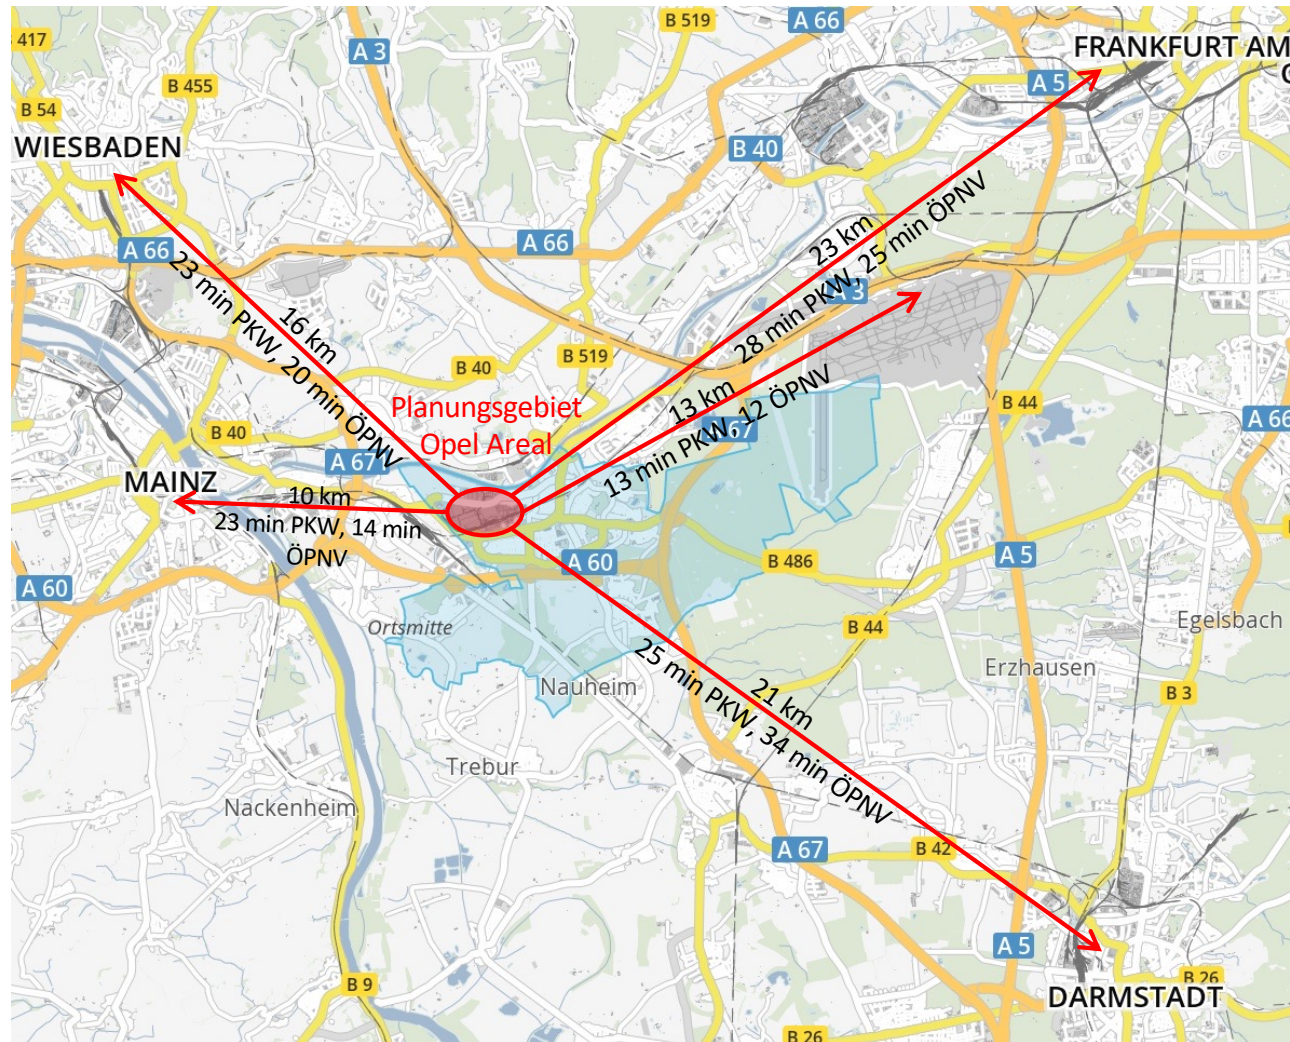 417
A 3
B 519
A 66
FRANKFURT AM
A 5
B 455
B 54
WIESBADEN
B 40
A 66
A 66
23 km
28 min PKW, 25 min ÖPNV
A 3
16 km
23 min PKW, 20 min ÖPNV
B 519
B 40
13 km
13 min PKW, 12 ÖPNV
Planungsgebiet
Opel Areal
B 44
A 66
B 40
A 67
A 67
MAINZ
10 km
23 min PKW, 14 min
ÖPNV
A 60
A 60
B 486
A 5
Ortsmitte
B 44
Egelsbach
Erzhausen
Nauheim
21 km
25 min PKW, 34 min ÖPNV
B 3
Trebur
Nackenheim
A 67
B 42
A 5
B 9
B 26
DARMSTADT
B 26